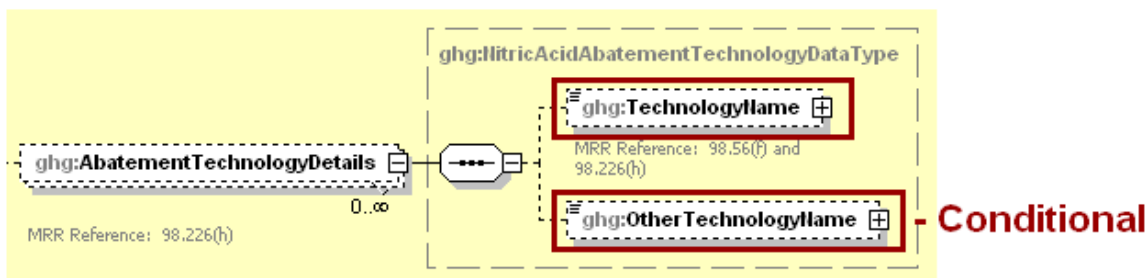 ghg:NitricAcidAbatementTechnologyDataType
ghg:TechnologyName
MRR Reference: 98.56(f) and
98.226(h)
ghg:AbatementTechnologyDetails
0..∞
MRR Reference: 98.226(h)
ghg:OtherTechnologyName
- Conditional